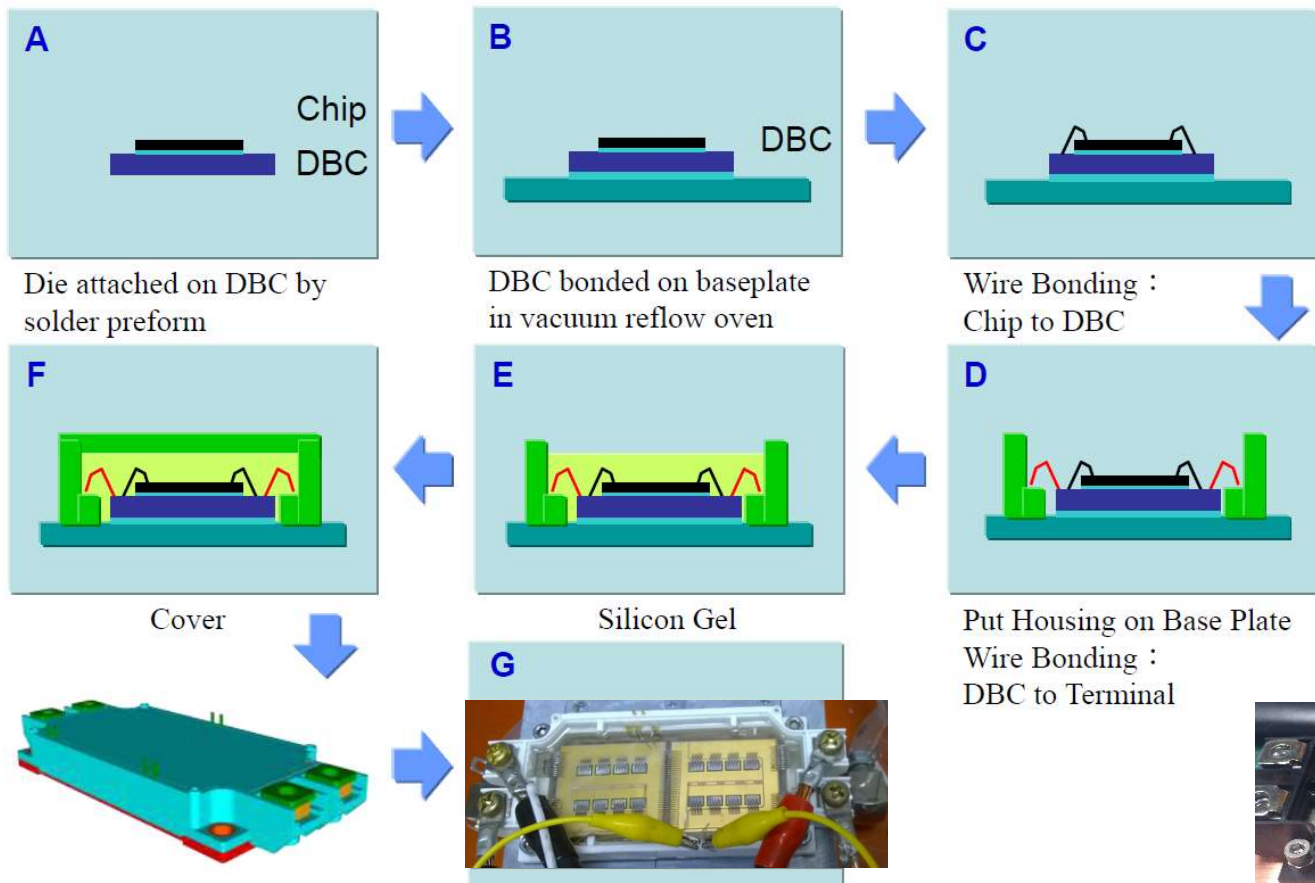 A
Chip
DBC
Die attached on DBC by
solder preform
B
DBC
DBC bonded on baseplate
in vacuum reflow oven
C
Wire Bonding：
Chip to DBC
D
Put Housing on Base Plate
Wire Bonding：
DBC to Terminal
E
Silicon Gel
F
Cover
G